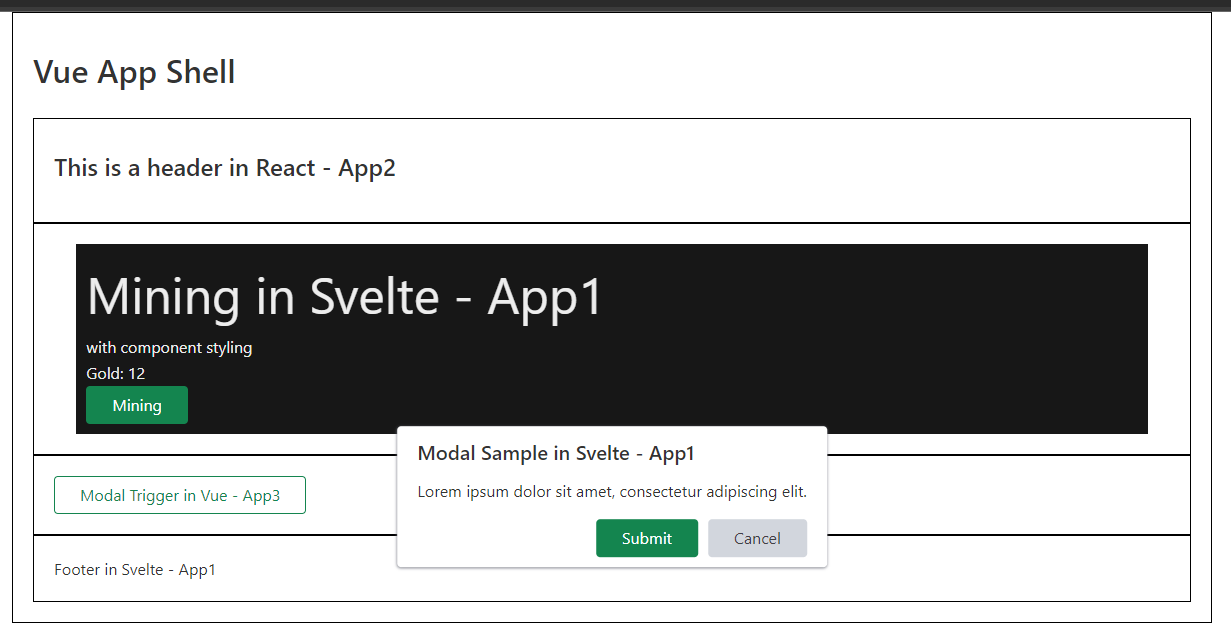 Vue App Shell
This is a header in React - App2
Mining in Svelte - App1
with component styling
Gold: 12
Mining
Modal Sample in Svelte - App1
Lorem ipsum dolor sit amet, consectetur adipiscing elit.
Submit Cancel
Modal Trigger in Vue - App3
Footer in Svelte - App1